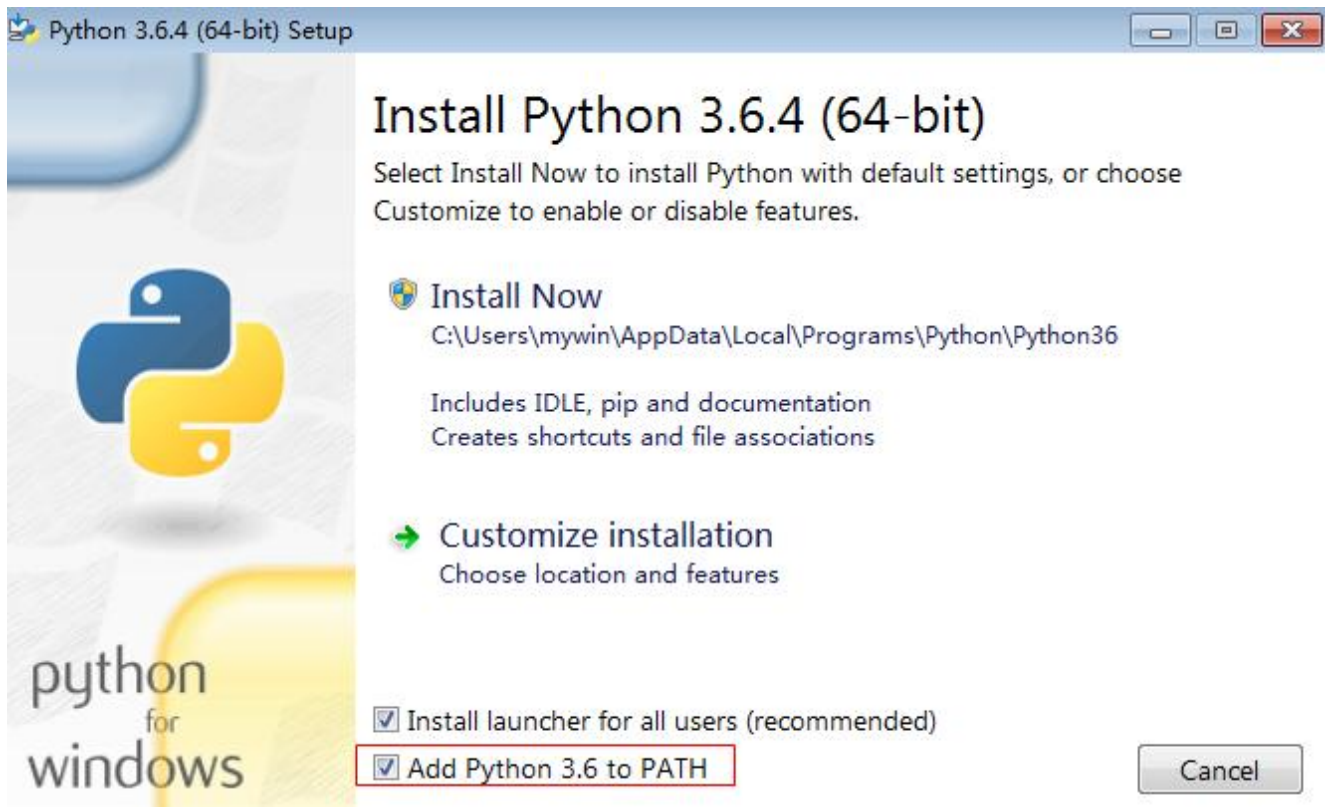 Python 3.6.4 (64-bit) Setup
Install Python 3.6.4 (64-bit)
Select Install Now to install Python with default settings, or choose
Customize to enable or disable features.
Install Now
C:\Users\mywin\AppData\Local\Programs\Python\Python36
Includes IDLE, pip and documentation
Creates shortcuts and file associations
Customize installation
Choose location and features
python
for
windows
Install launcher for all users (recommended)
Add Python 3.6 to PATH
Cancel